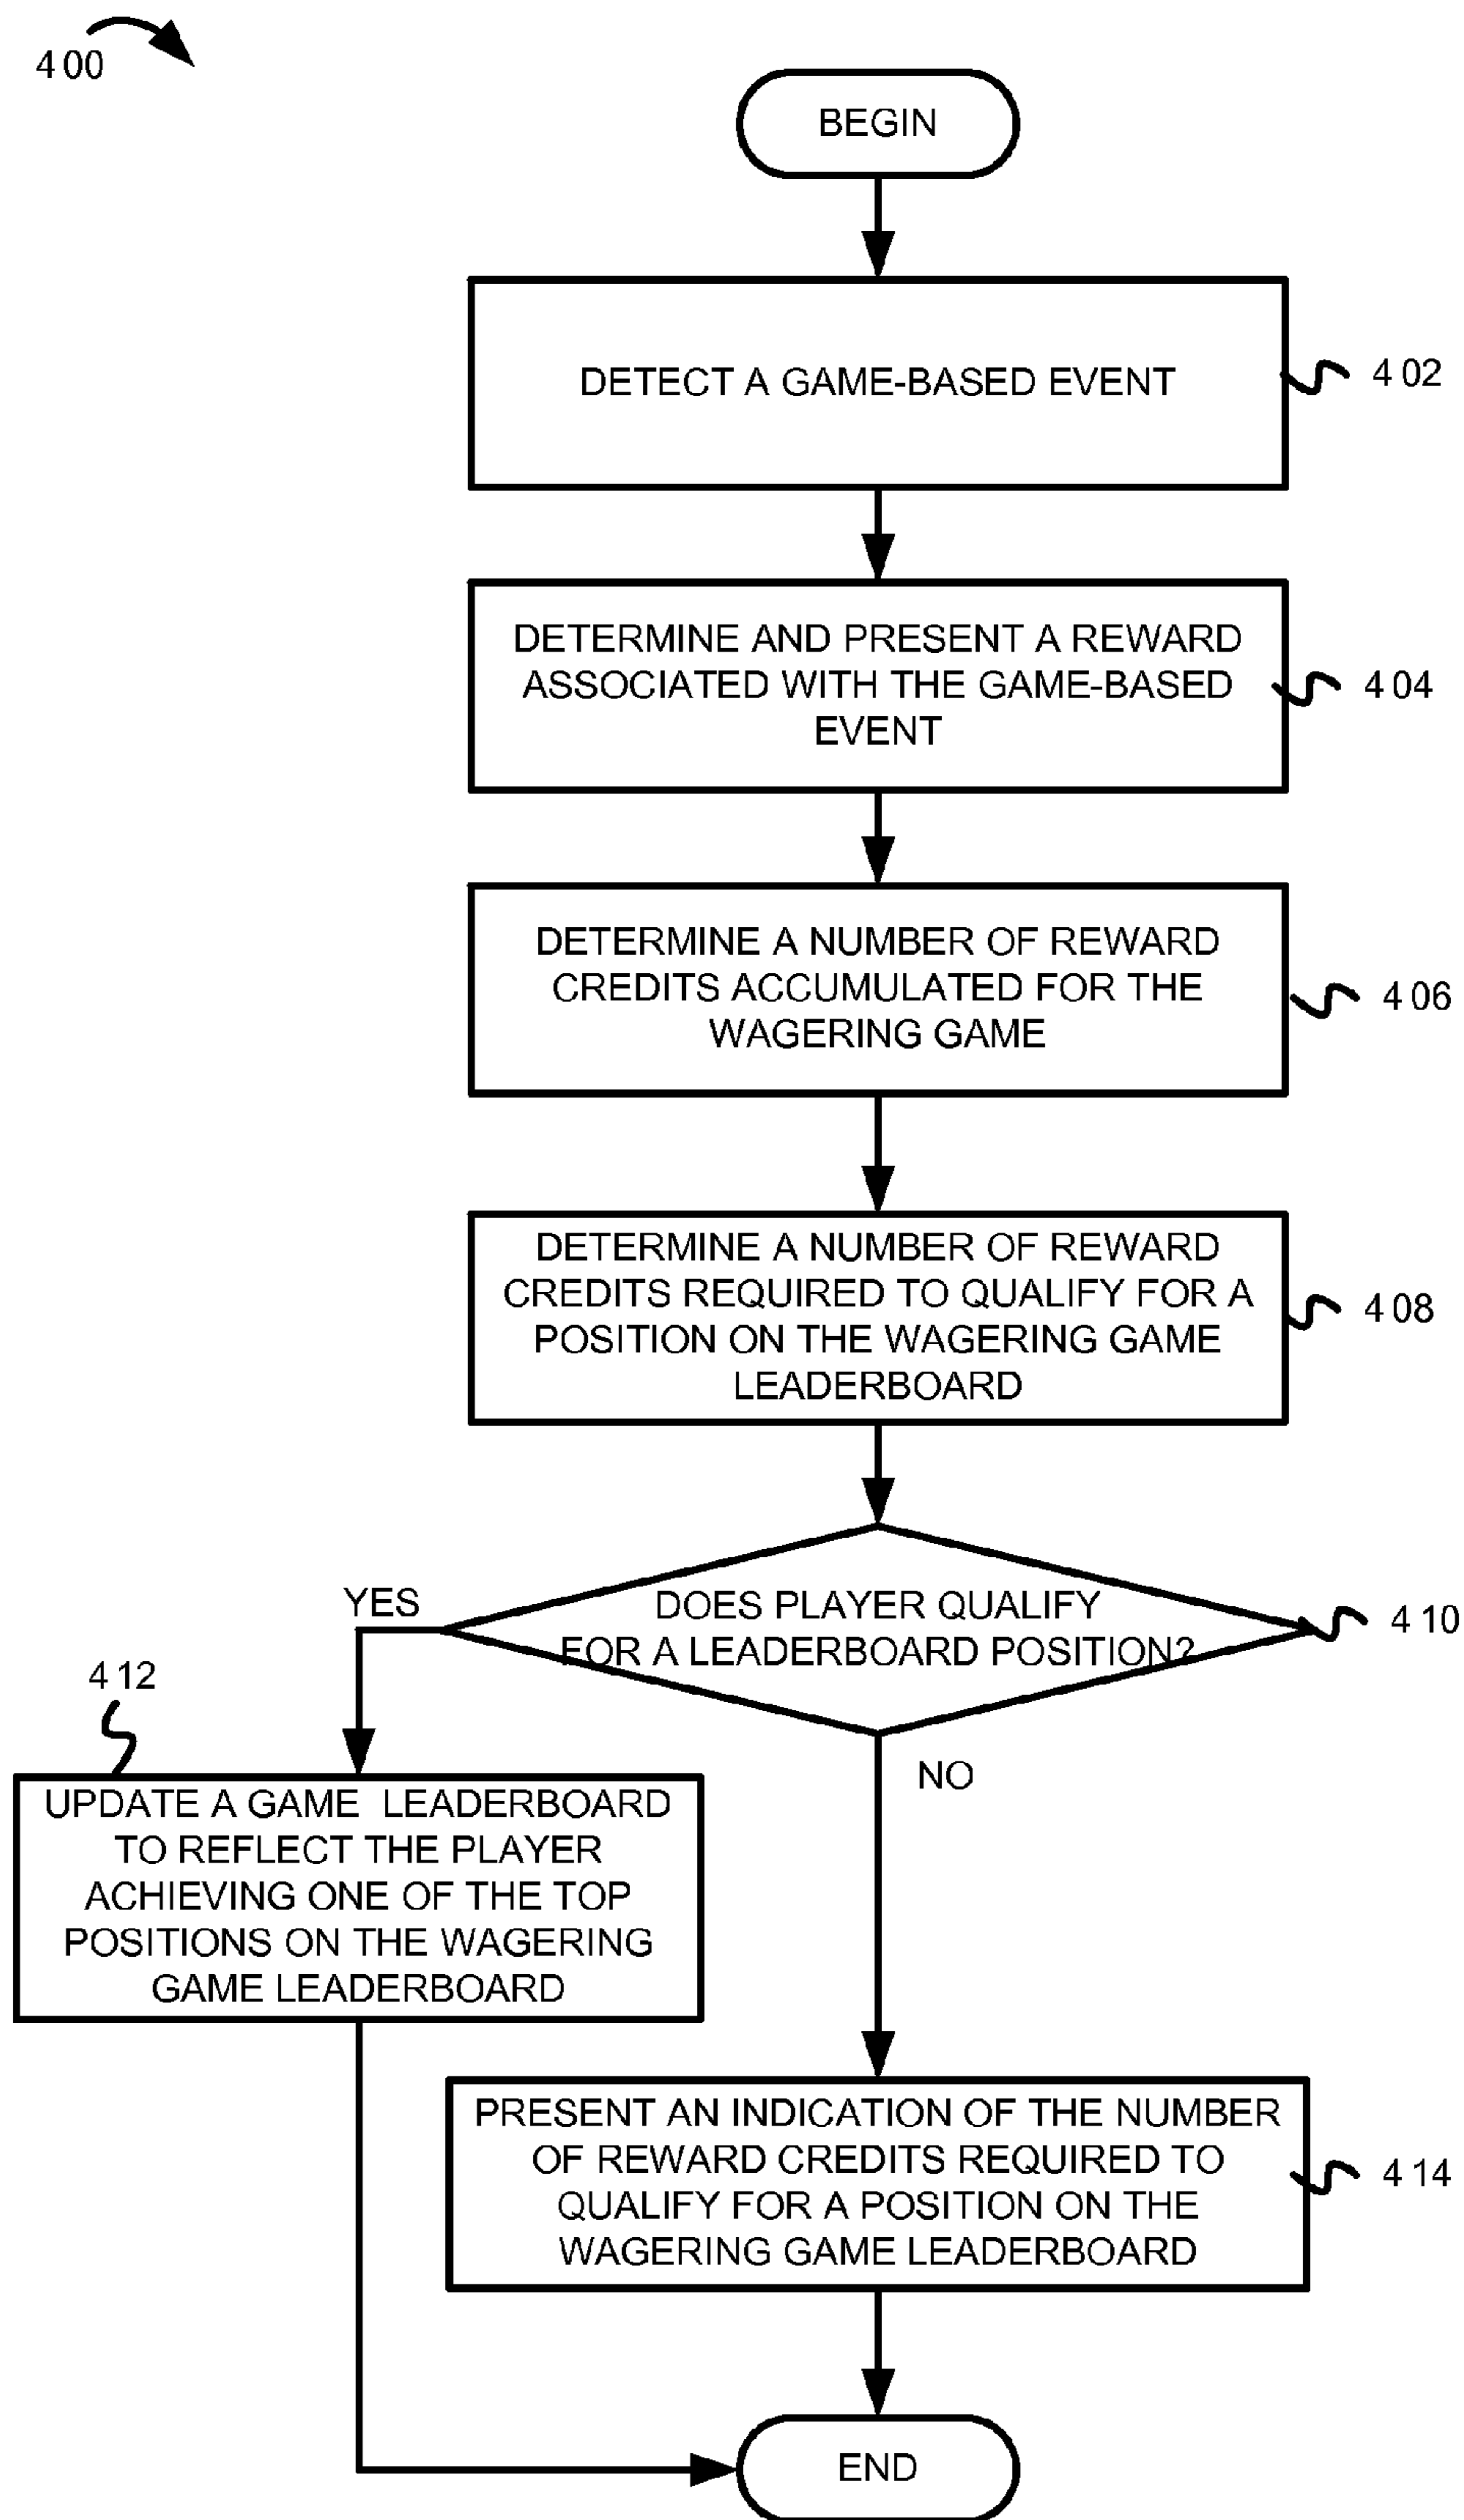 400
BEGIN
DETECT A GAME-BASED EVENT
402
DETERMINE AND PRESENT A REWARD
ASSOCIATED WITH THE GAME-BASED
EVENT
404
DETERMINE A NUMBER OF REWARD
CREDITS ACCUMULATED FOR THE
WAGERING GAME
406
DETERMINE A NUMBER OF REWARD
CREDITS REQUIRED TO QUALIFY FOR A
POSITION ON THE WAGERING GAME
LEADERBOARD
408
DOES PLAYER QUALIFY
FOR A LEADERBOARD POSITION?
410
YES
412
UPDATE A GAME LEADERBOARD
TO REFLECT THE PLAYER
ACHIEVING ONE OF THE TOP
POSITIONS ON THE WAGERING
GAME LEADERBOARD
NO
PRESENT AN INDICATION OF THE NUMBER
OF REWARD CREDITS REQUIRED TO
QUALIFY FOR A POSITION ON THE
WAGERING GAME LEADERBOARD
414
END